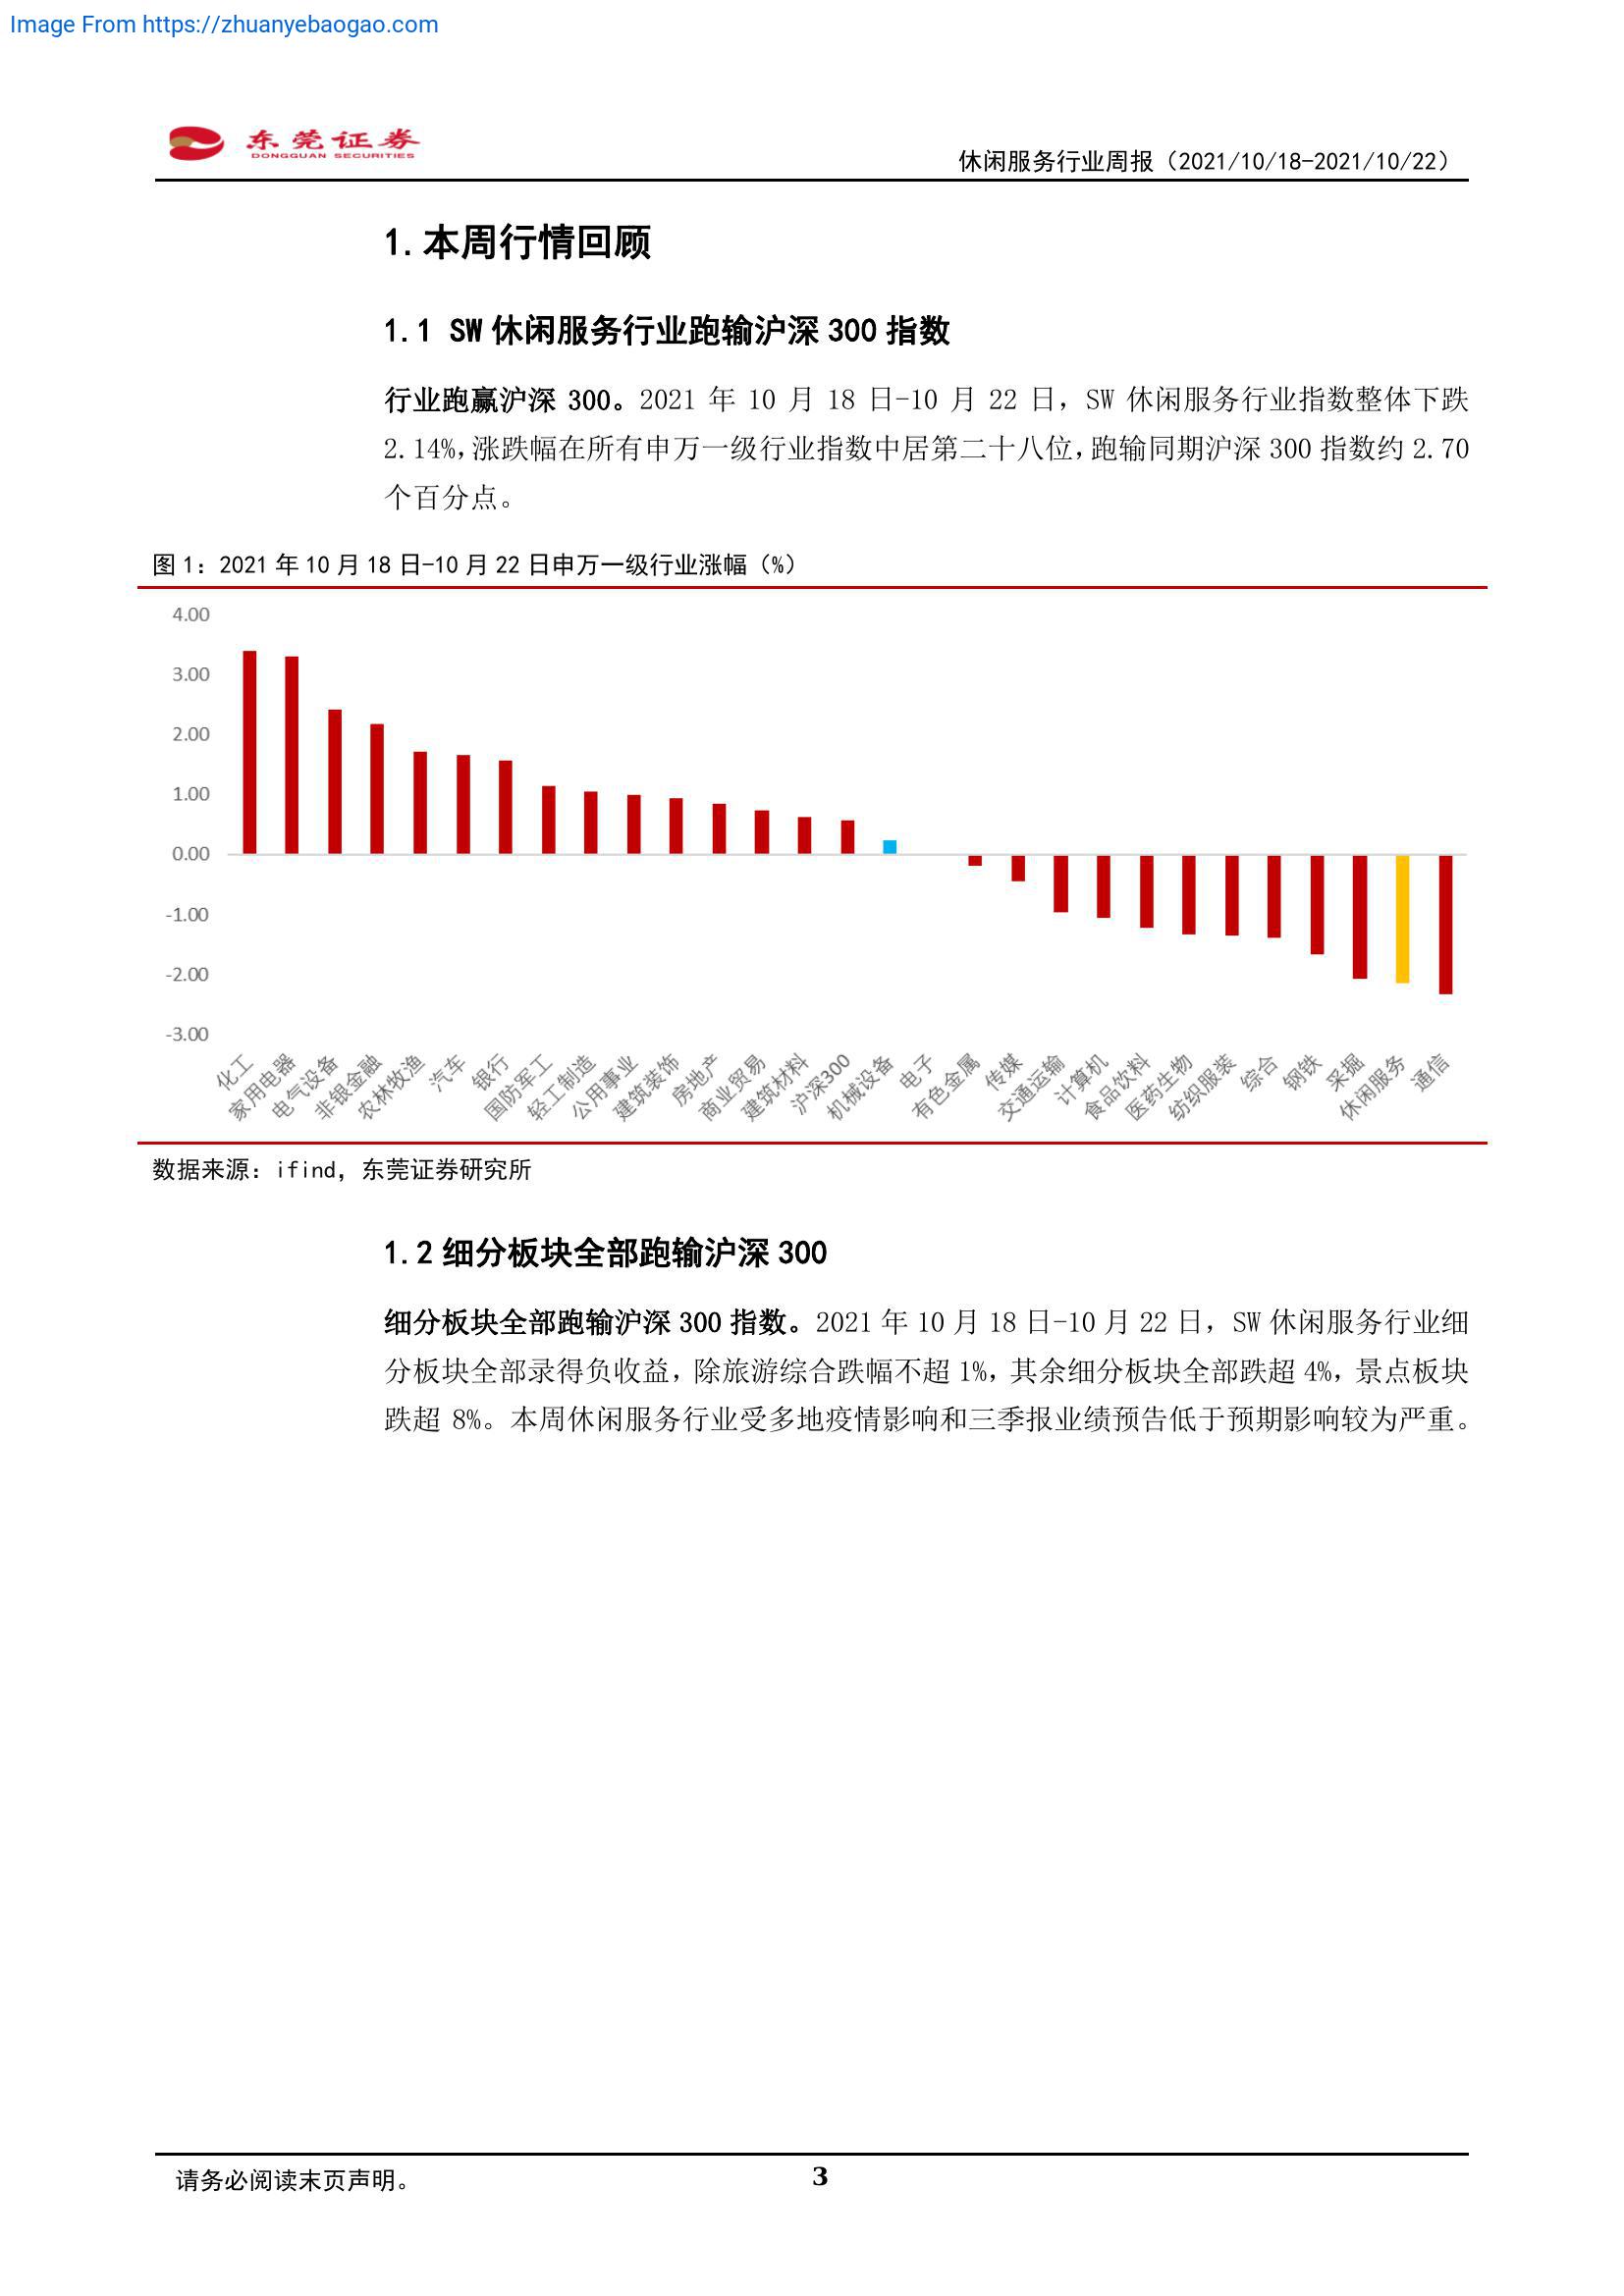 Image From https://zhuanyebaogao.com
东莞证券
DONGGUAN SECURITIES
休闲服务行业周报（2021/10/18-2021/10/22）
1.本周行情回顾
1.1 SW 休闲服务行业跑输沪深 300 指数
行业跑赢沪深 300。2021 年 10 月 18 日-10 月 22 日，SW 休闲服务行业指数整体下跌
2.14%，涨跌幅在所有申万一级行业指数中居第二十八位，跑输同期沪深 300 指数约 2.70
个百分点。
图 1：2021 年 10 月 18 日-10 月 22 日申万一级行业涨幅（%）
4.00
3.00
2.00
1.00
0.00
-1.00
-2.00
-3.00
化工
家用电器
电气设备
非银金融
农林牧渔
汽车
银行
国防军工
轻工制造
公用事业
建筑装饰
房地产
商业贸易
建筑材料
沪深300
机械设备
电子
有色金属
传媒
交通运输
计算机
食品饮料
医药生物
纺织服装
综合
钢铁
采掘
休闲服务
通信
数据来源：ifind，东莞证券研究所
1.2 细分板块全部跑输沪深 300
细分板块全部跑输沪深 300 指数。2021 年 10 月 18 日-10 月 22 日，SW 休闲服务行业细
分板块全部录得负收益，除旅游综合跌幅不超 1%，其余细分板块全部跌超 4%，景点板块
跌超 8%。本周休闲服务行业受多地疫情影响和三季报业绩预告低于预期影响较为严重。
请务必阅读末页声明。
3